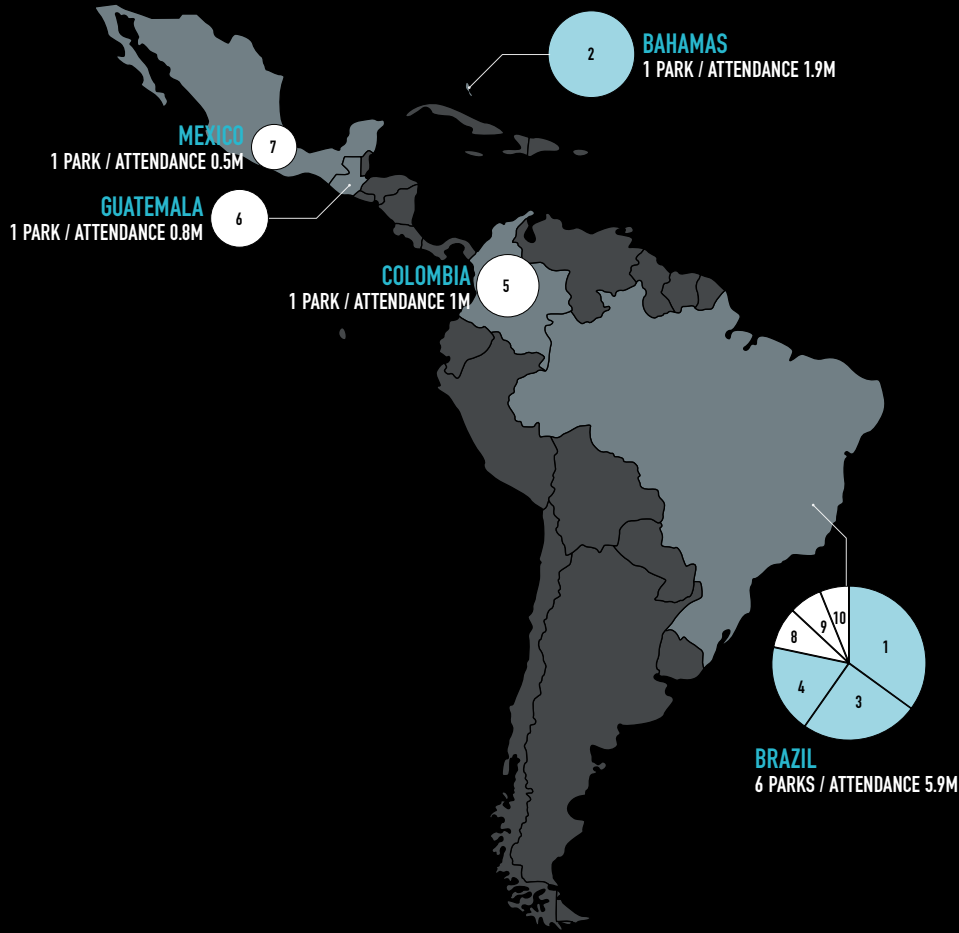 2
BAHAMAS
1 PARK / ATTENDANCE 1.9M
MEXICO
1 PARK / ATTENDANCE 0.5M
7
GUATEMALA
1 PARK / ATTENDANCE 0.8M
6
COLOMBIA
1 PARK / ATTENDANCE 1M
5
10
9
8
1
4
3
BRAZIL
6 PARKS / ATTENDANCE 5.9M